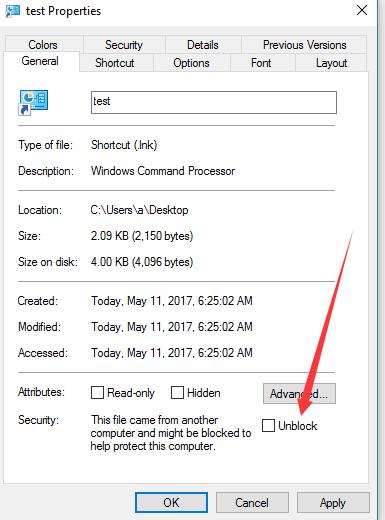 test Properties
Colors Security Details Previous Versions
General Shortcut Options Font Layout
test
Type of file: Shortcut (.lnk)
Description: Windows Command Processor
Location: C:\Users\a\Desktop
Size: 2.09 KB (2,150 bytes)
Size on disk: 4.00 KB (4,096 bytes)
Created: Today, May 11, 2017, 6:25:02 AM
Modified: Today, May 11, 2017, 6:25:02 AM
Accessed: Today, May 11, 2017, 6:25:02 AM
Attributes: Read-only Hidden Advanced...
Security: This file came from another
computer and might be blocked to
help protect this computer.
Unblock
OK Cancel Apply